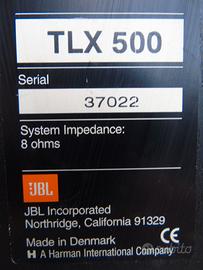 TLX 500
Serial
37022
System Impedance:
8 ohms
JBL
JBL Incorporated
Northridge, California 91329
Made in Denmark
CE
H A Harman International Company